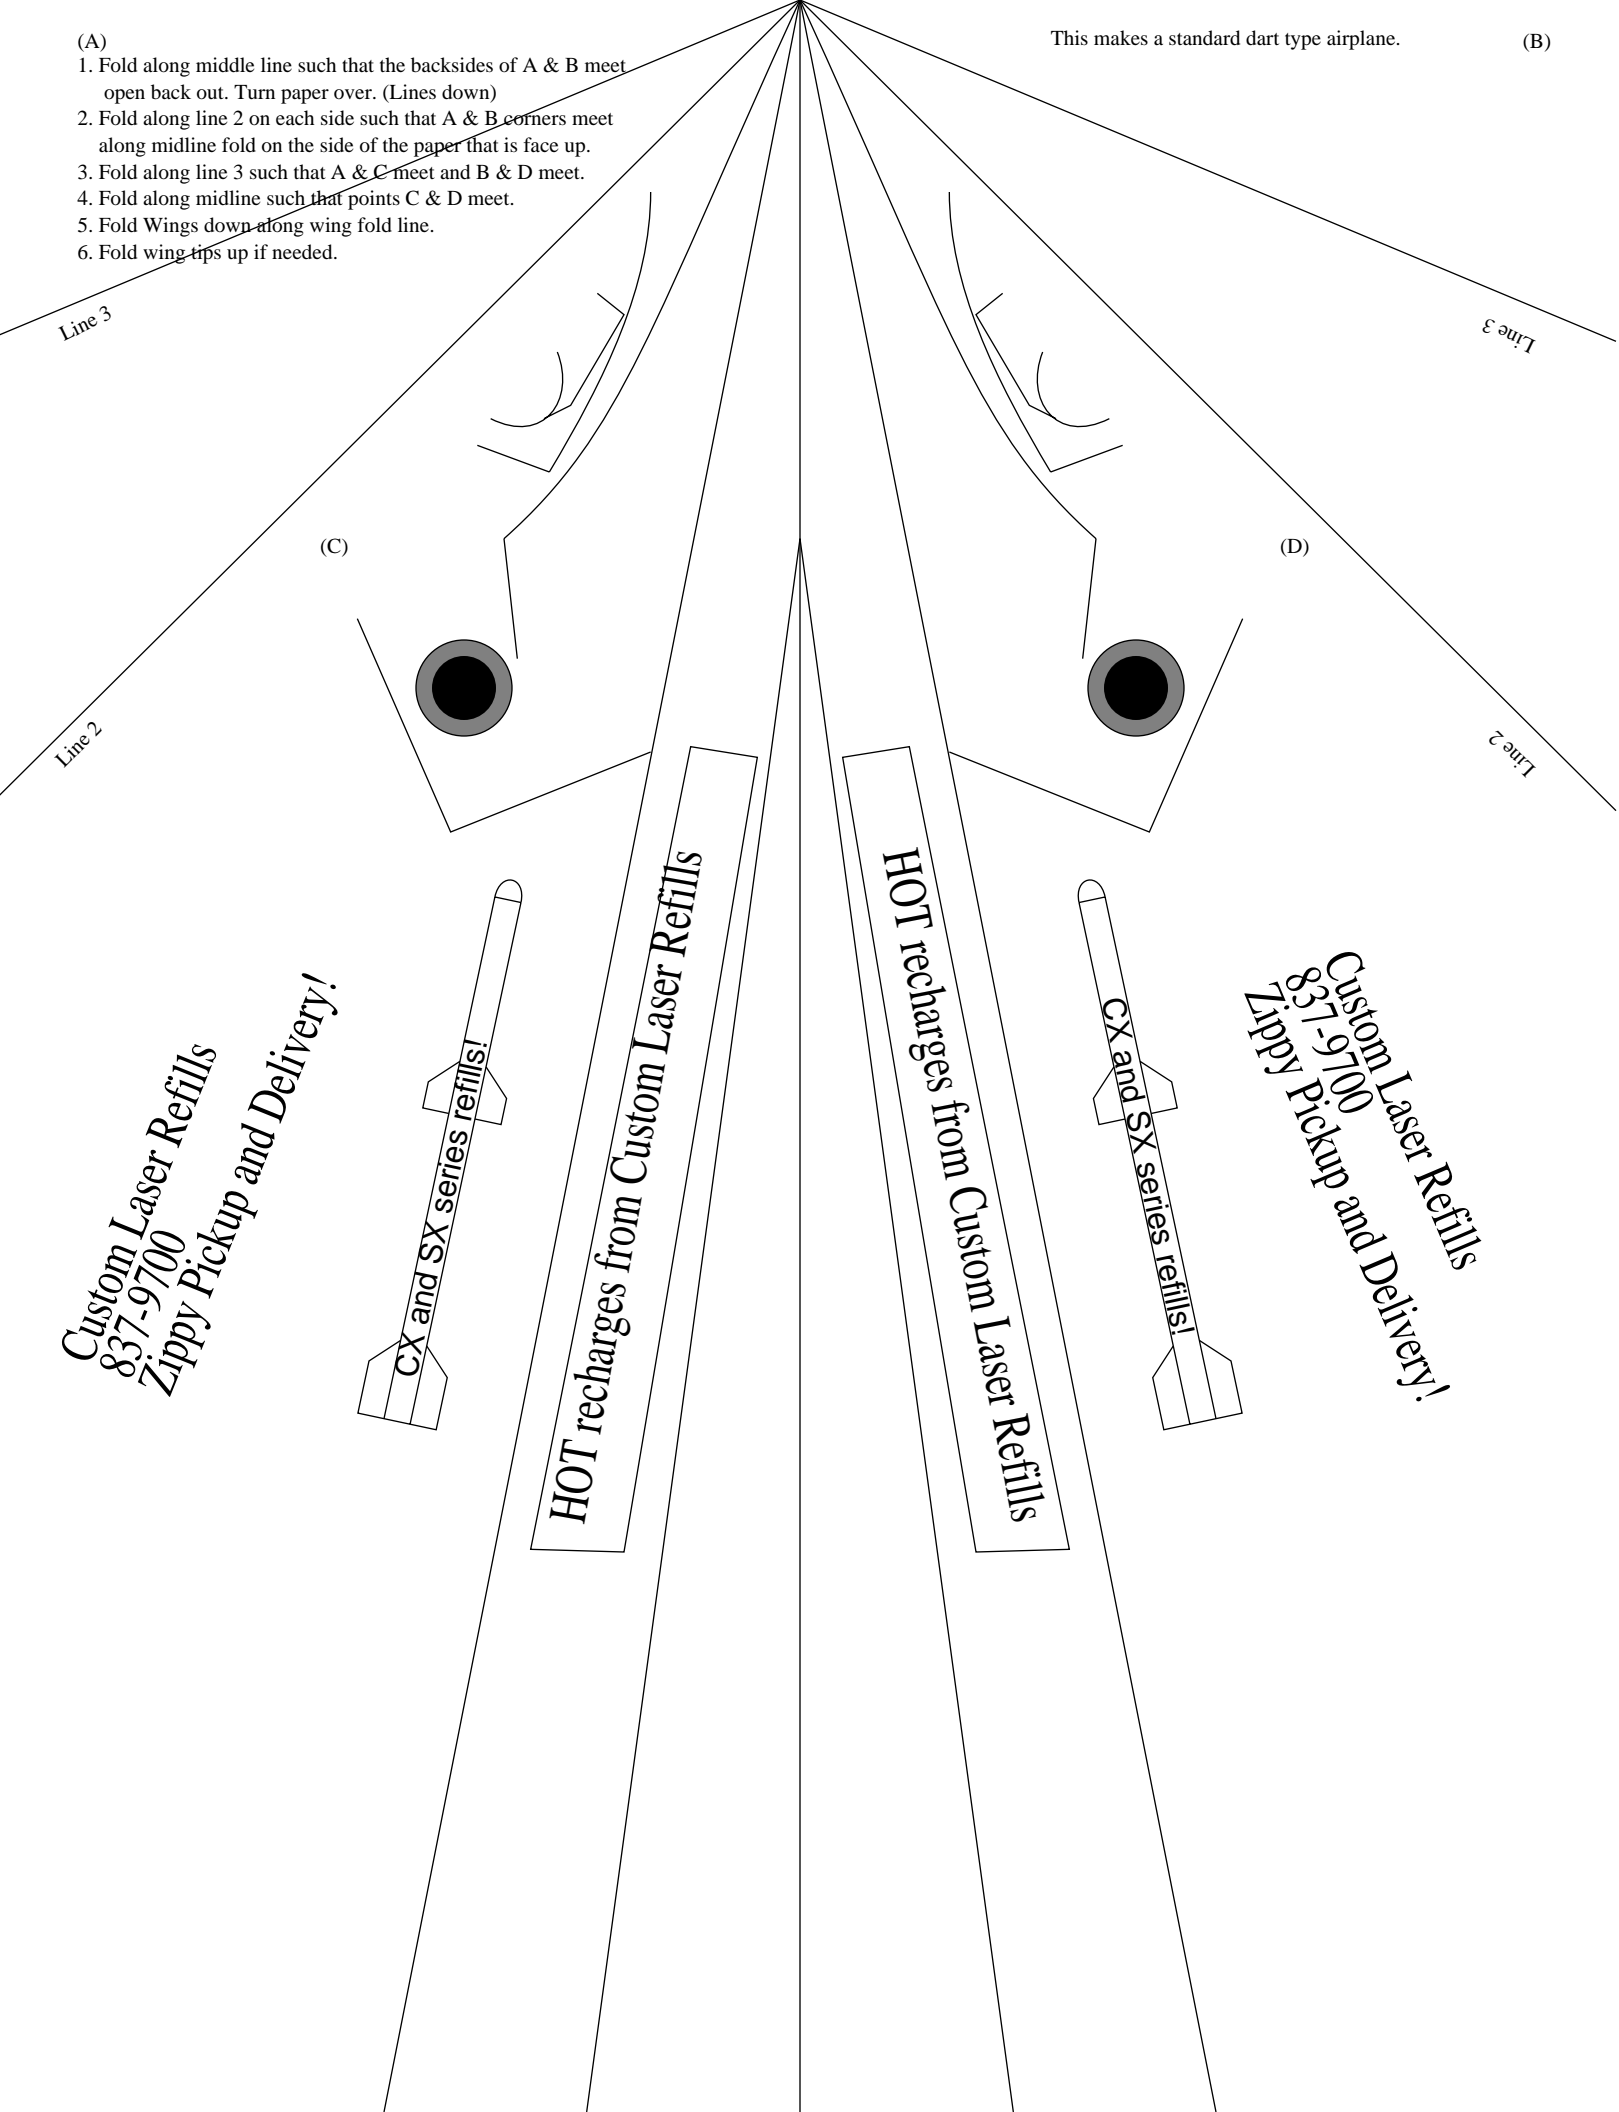 (A)
This makes a standard dart type airplane.
(B)
1. Fold along middle line such that the backsides of A & B meet
open back out. Turn paper over. (Lines down)
2. Fold along line 2 on each side such that A & B corners meet
along midline fold on the side of the paper that is face up.
3. Fold along line 3 such that A & C meet and B & D meet.
4. Fold along midline such that points C & D meet.
5. Fold Wings down along wing fold line.
6. Fold wing tips up if needed.
Line 3
Line 3
(C)
(D)
Line 2
Line 2
Custom Laser Refills
837-9700
Zippy Pickup and Delivery!
CX and SX series refills!
HOT recharges from Custom Laser Refills
HOT recharges from Custom Laser Refills
CX and SX series refills!
Custom Laser Refills
837-9700
Zippy Pickup and Delivery!